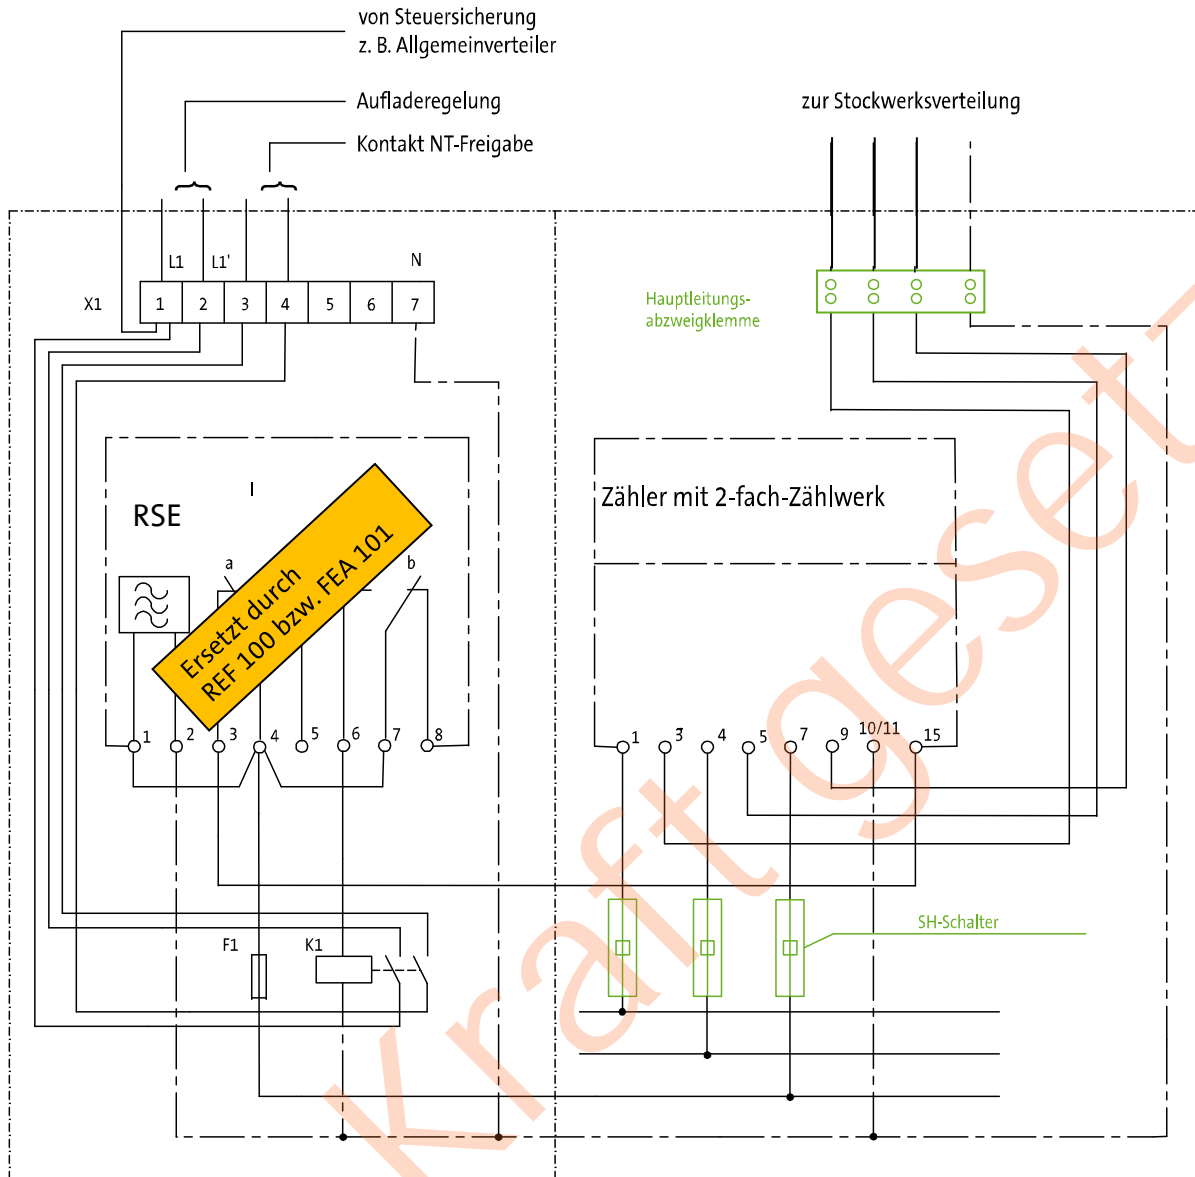 von Steuersicherung
z. B. Allgemeinverteiler
Aufladeregelung
Kontakt NT-Freigabe
zur Stockwerksverteilung
L1 L1' N
X1 1 2 3 4 5 6 7
Hauptleitungs-
abzweigklemme
RSE
I
a b
Ersetzt durch
REF 100 bzw. FEA 101
1 2 3 4 5 6 7 8
Zähler mit 2-fach-Zählwerk
1 3 4 5 7 9 10/11 15
F1 K1
SH-Schalter
Kraft geset-